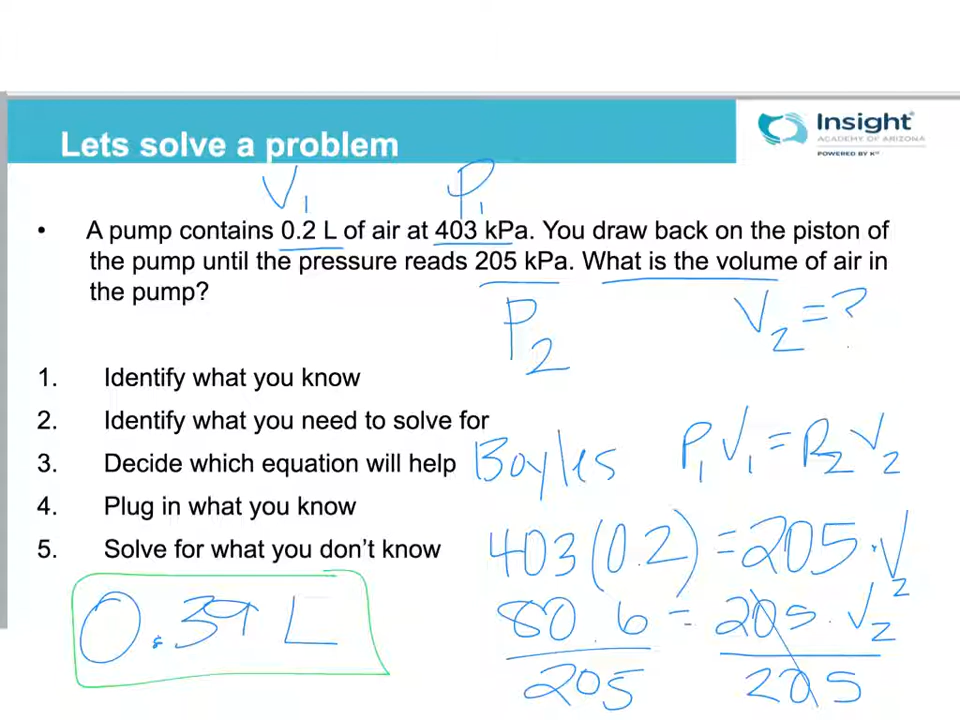 Lets solve a problem
Insight
ACADEMY OF ARIZONA
POWERED BY K¹²
V₁ P₁
• A pump contains 0.2 L of air at 403 kPa. You draw back on the piston of
the pump until the pressure reads 205 kPa. What is the volume of air in
the pump?
P₂ V₂ = ?
1. Identify what you know
2. Identify what you need to solve for
3. Decide which equation will help
4. Plug in what you know
5. Solve for what you don’t know
Boyles P₁V₁ = P₂V₂
403(0.2) = 205 · V₂
80.6 = 205 · V₂
205 205
0.39 L